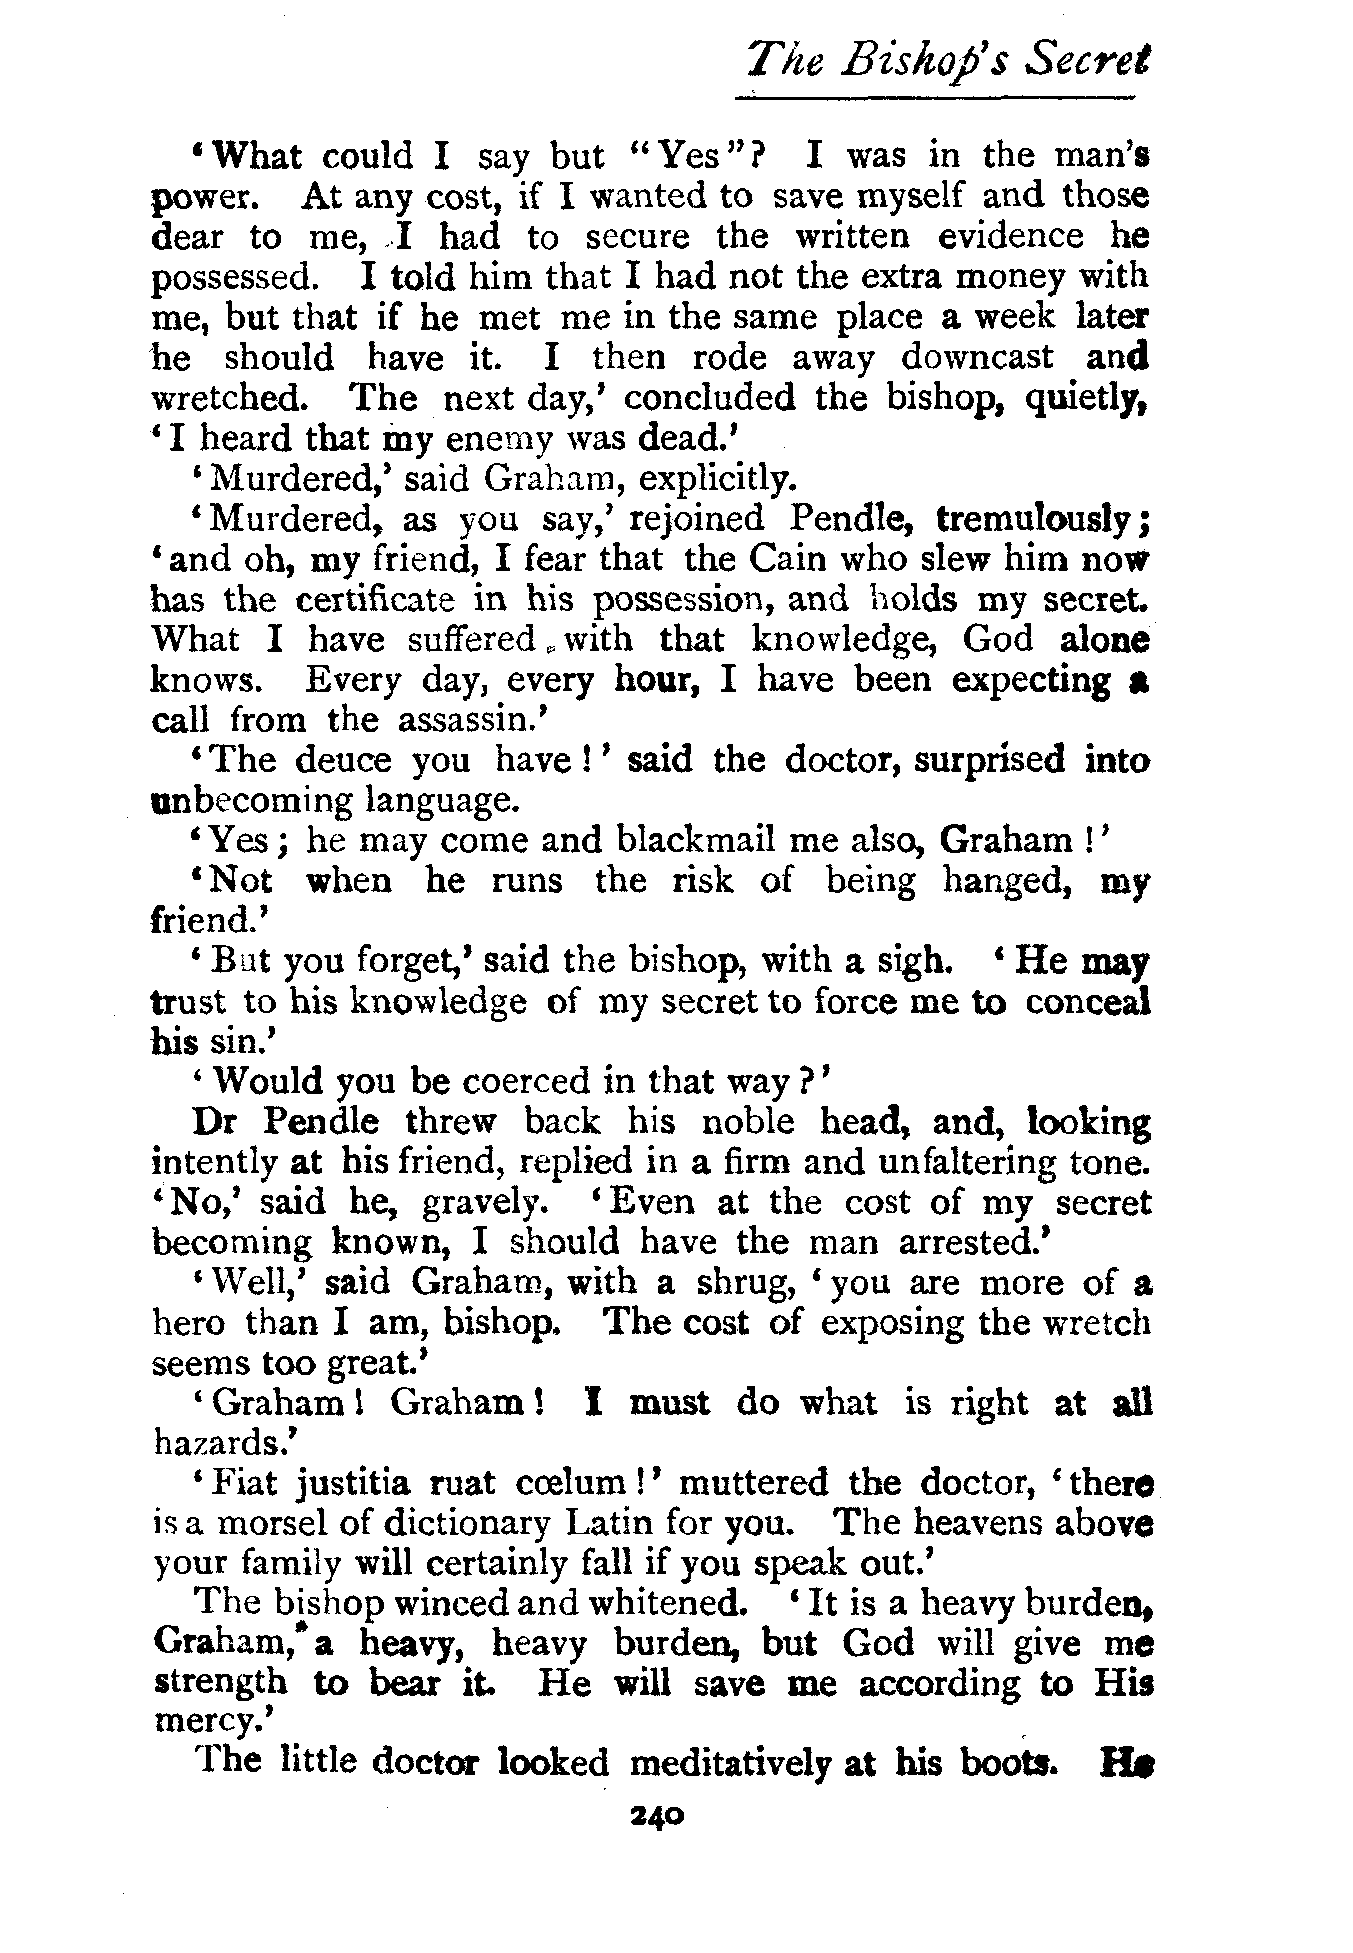 The Bishop's Secret
'What could I say but "Yes"? I was in the man's
power. At any cost, if I wanted to save myself and those
dear to me, I had to secure the written evidence he
possessed. I told him that I had not the extra money with
me, but that if he met me in the same place a week later
he should have it. I then rode away downcast and
wretched. The next day,' concluded the bishop, quietly,
'I heard that my enemy was dead.'
'Murdered,' said Graham, explicitly.
'Murdered, as you say,' rejoined Pendle, tremulously;
'and oh, my friend, I fear that the Cain who slew him now
has the certificate in his possession, and holds my secret.
What I have suffered with that knowledge, God alone
knows. Every day, every hour, I have been expecting a
call from the assassin.'
'The deuce you have!' said the doctor, surprised into
unbecoming language.
'Yes; he may come and blackmail me also, Graham!'
'Not when he runs the risk of being hanged, my
friend.'
'But you forget,' said the bishop, with a sigh. 'He may
trust to his knowledge of my secret to force me to conceal
his sin.'
'Would you be coerced in that way?'
Dr Pendle threw back his noble head, and, looking
intently at his friend, replied in a firm and unfaltering tone.
'No,' said he, gravely. 'Even at the cost of my secret
becoming known, I should have the man arrested.'
'Well,' said Graham, with a shrug, 'you are more of a
hero than I am, bishop. The cost of exposing the wretch
seems too great.'
'Graham! Graham! I must do what is right at all
hazards.'
'Fiat justitia ruat cœlum!' muttered the doctor, 'there
is a morsel of dictionary Latin for you. The heavens above
your family will certainly fall if you speak out.'
The bishop winced and whitened. 'It is a heavy burden,
Graham, a heavy, heavy burden, but God will give me
strength to bear it. He will save me according to His
mercy.'
The little doctor looked meditatively at his boots. He
240